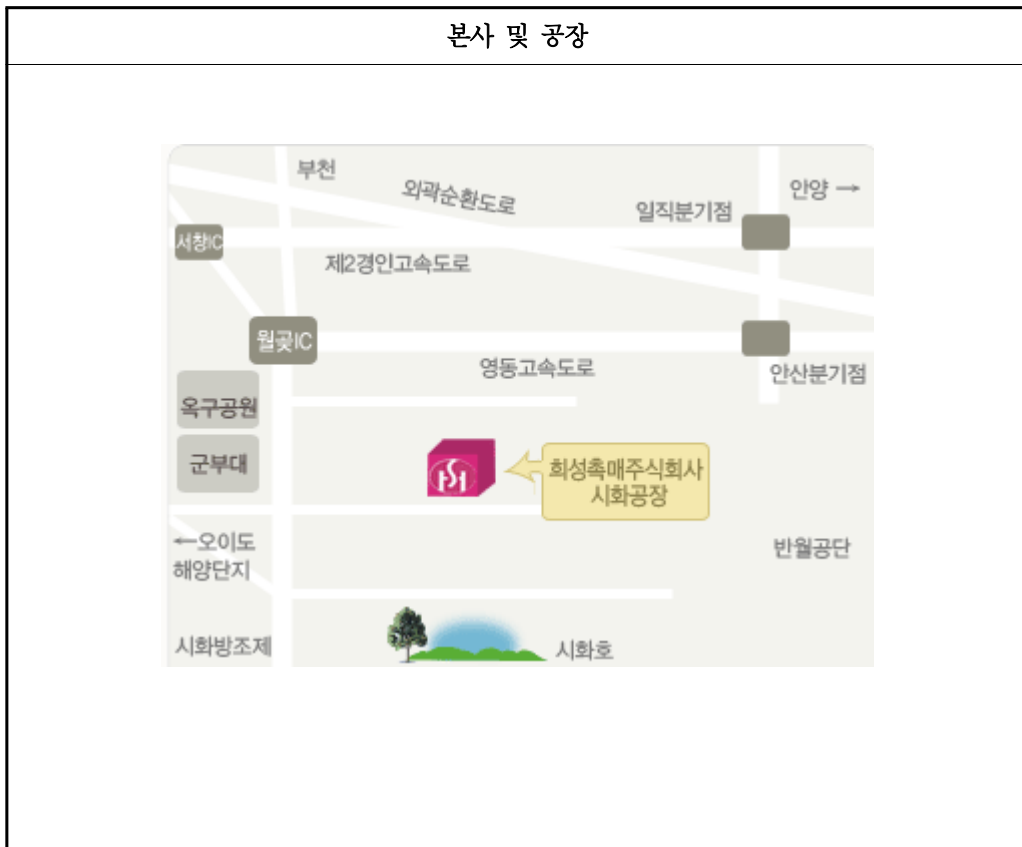 본사 및 공장
부천
외곽순환도로
안양 →
일직분기점
서창IC
제2경인고속도로
월곶IC
영동고속도로
안산분기점
옥구공원
군부대
희성촉매주식회사
시화공장
←오이도
해양단지
반월공단
시화방조제
시화호